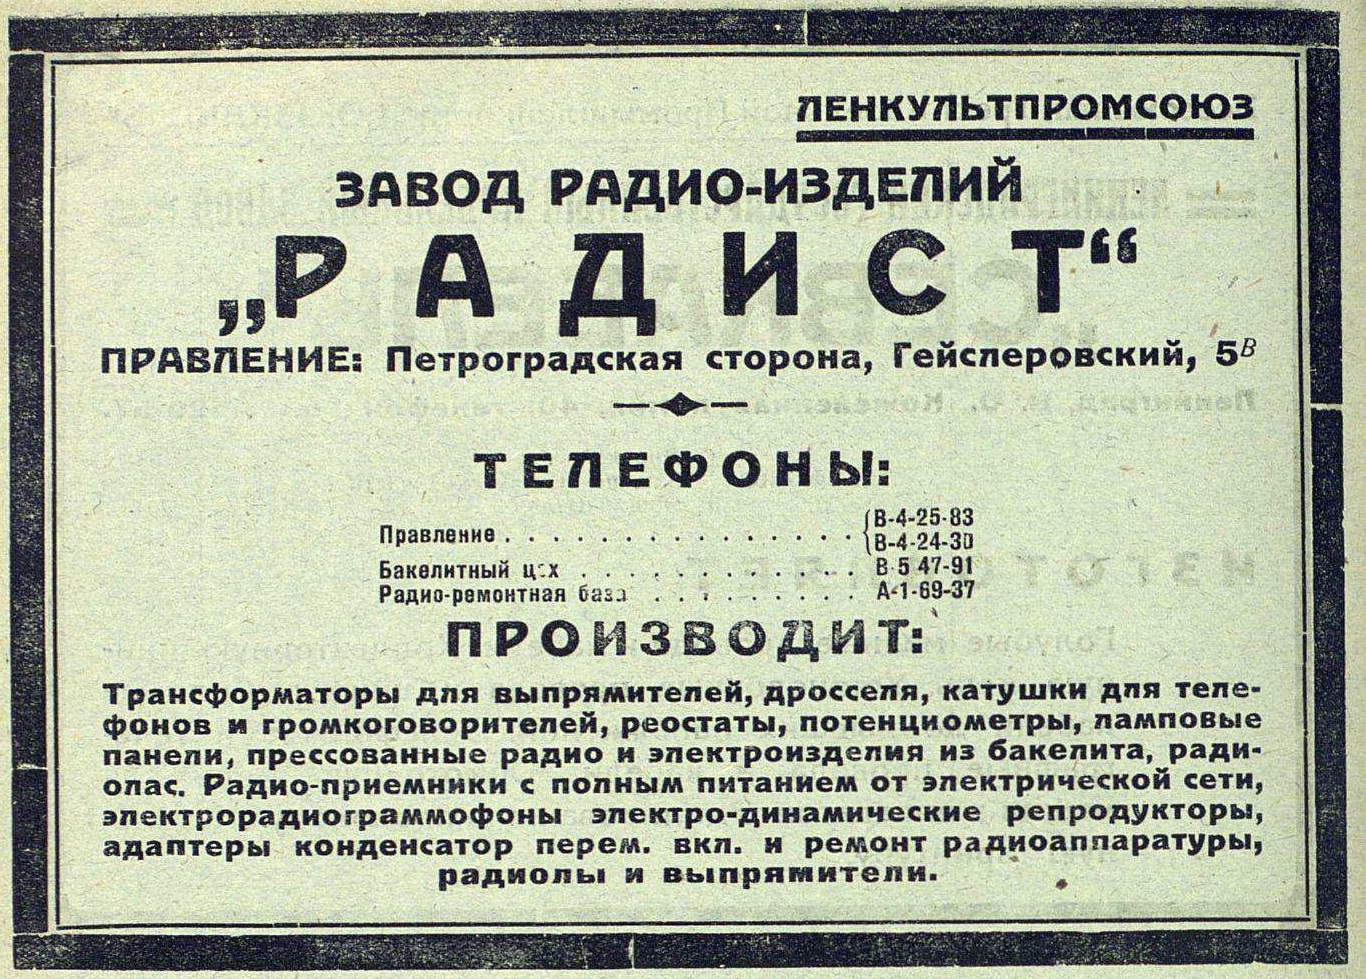 ЛЕНКУЛЬТПРОМСОЮЗ
ЗАВОД РАДИО-ИЗДЕЛИЙ
„РАДИСТ“
ПРАВЛЕНИЕ: Петроградская сторона, Гейслеровский, 5В
ТЕЛЕФОНЫ:
Правление . . . . . . . . . . . . . . . В-4-25-83
В-4-24-30
Бакелитный цех . . . . . . . . . . . . В 5 47-91
Радио-ремонтная база . . . . . . . . . А-1-69-37
ПРОИЗВОДИТ:
Трансформаторы для выпрямителей, дросселя, катушки для теле-
фонов и громкоговорителей, реостаты, потенциометры, ламповые
панели, прессованные радио и электроизделия из бакелита, ради-
олас. Радио-приемники с полным питанием от электрической сети,
электрорадиограммофоны электро-динамические репродукторы,
адаптеры конденсатор перем. вкл. и ремонт радиоаппаратуры,
радиолы и выпрямители.